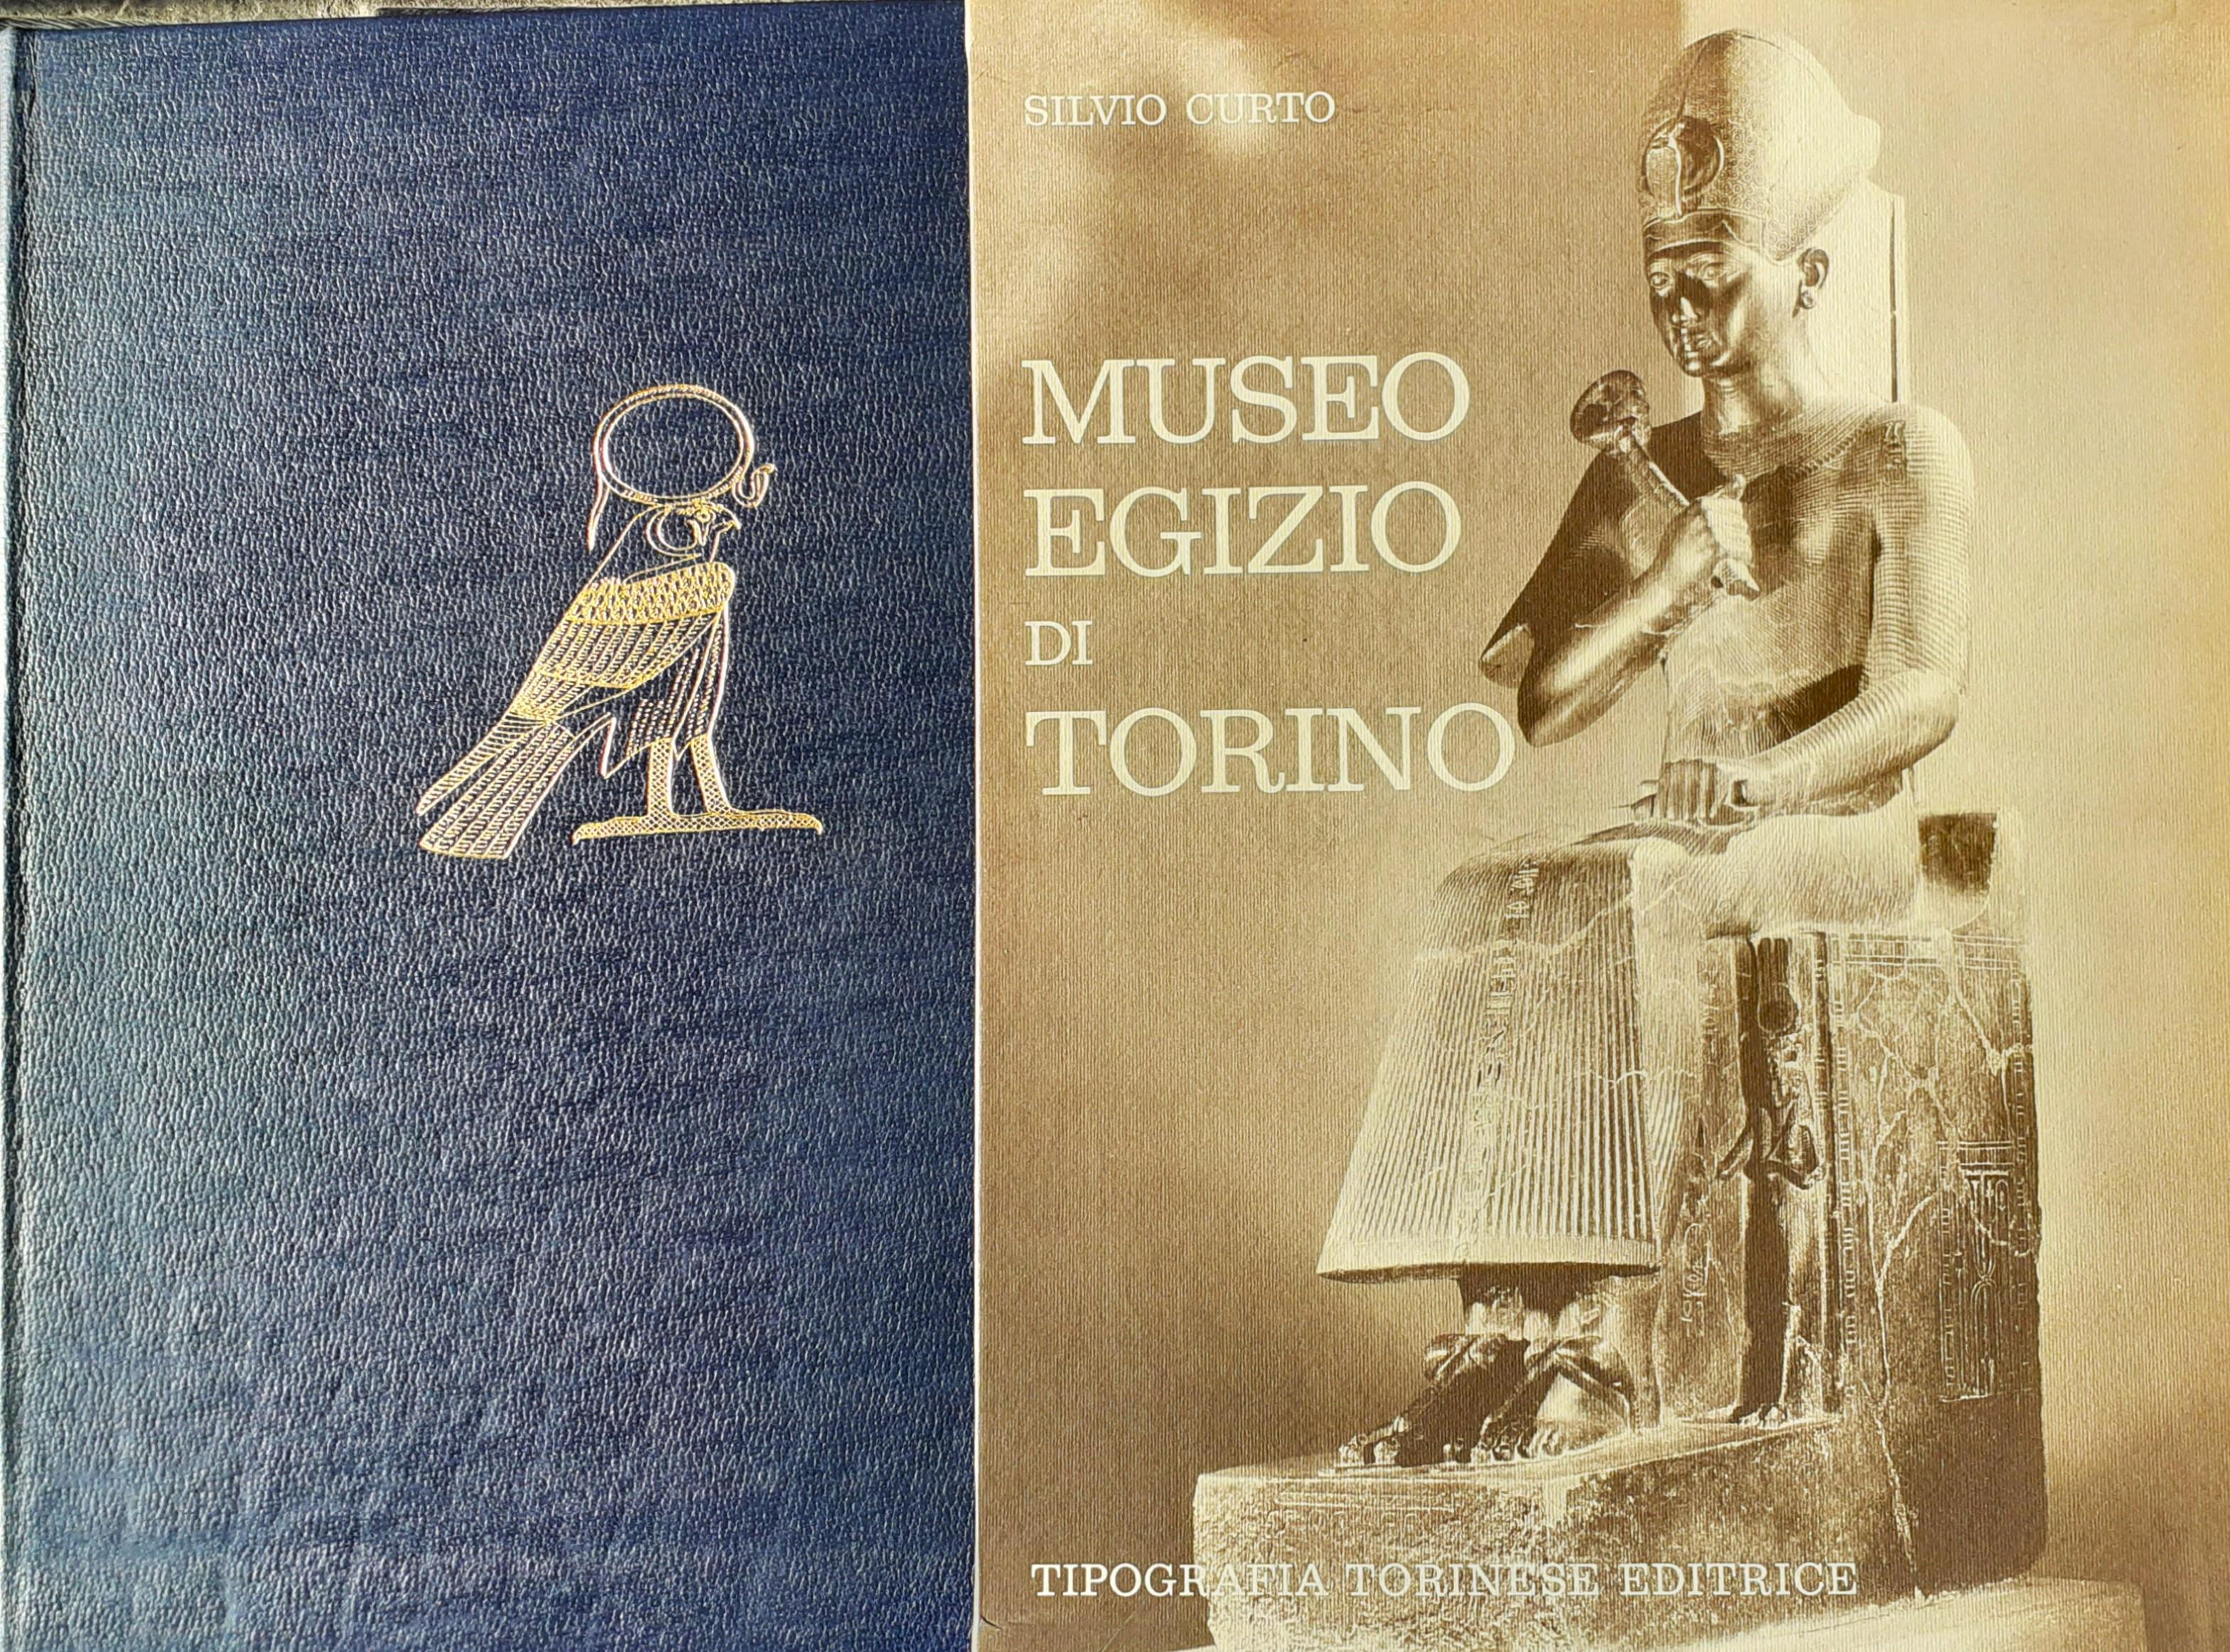 SILVIO CURTO
MUSEO
EGIZIO
DI
TORINO
TIPOGRAFIA TORINESE EDITRICE